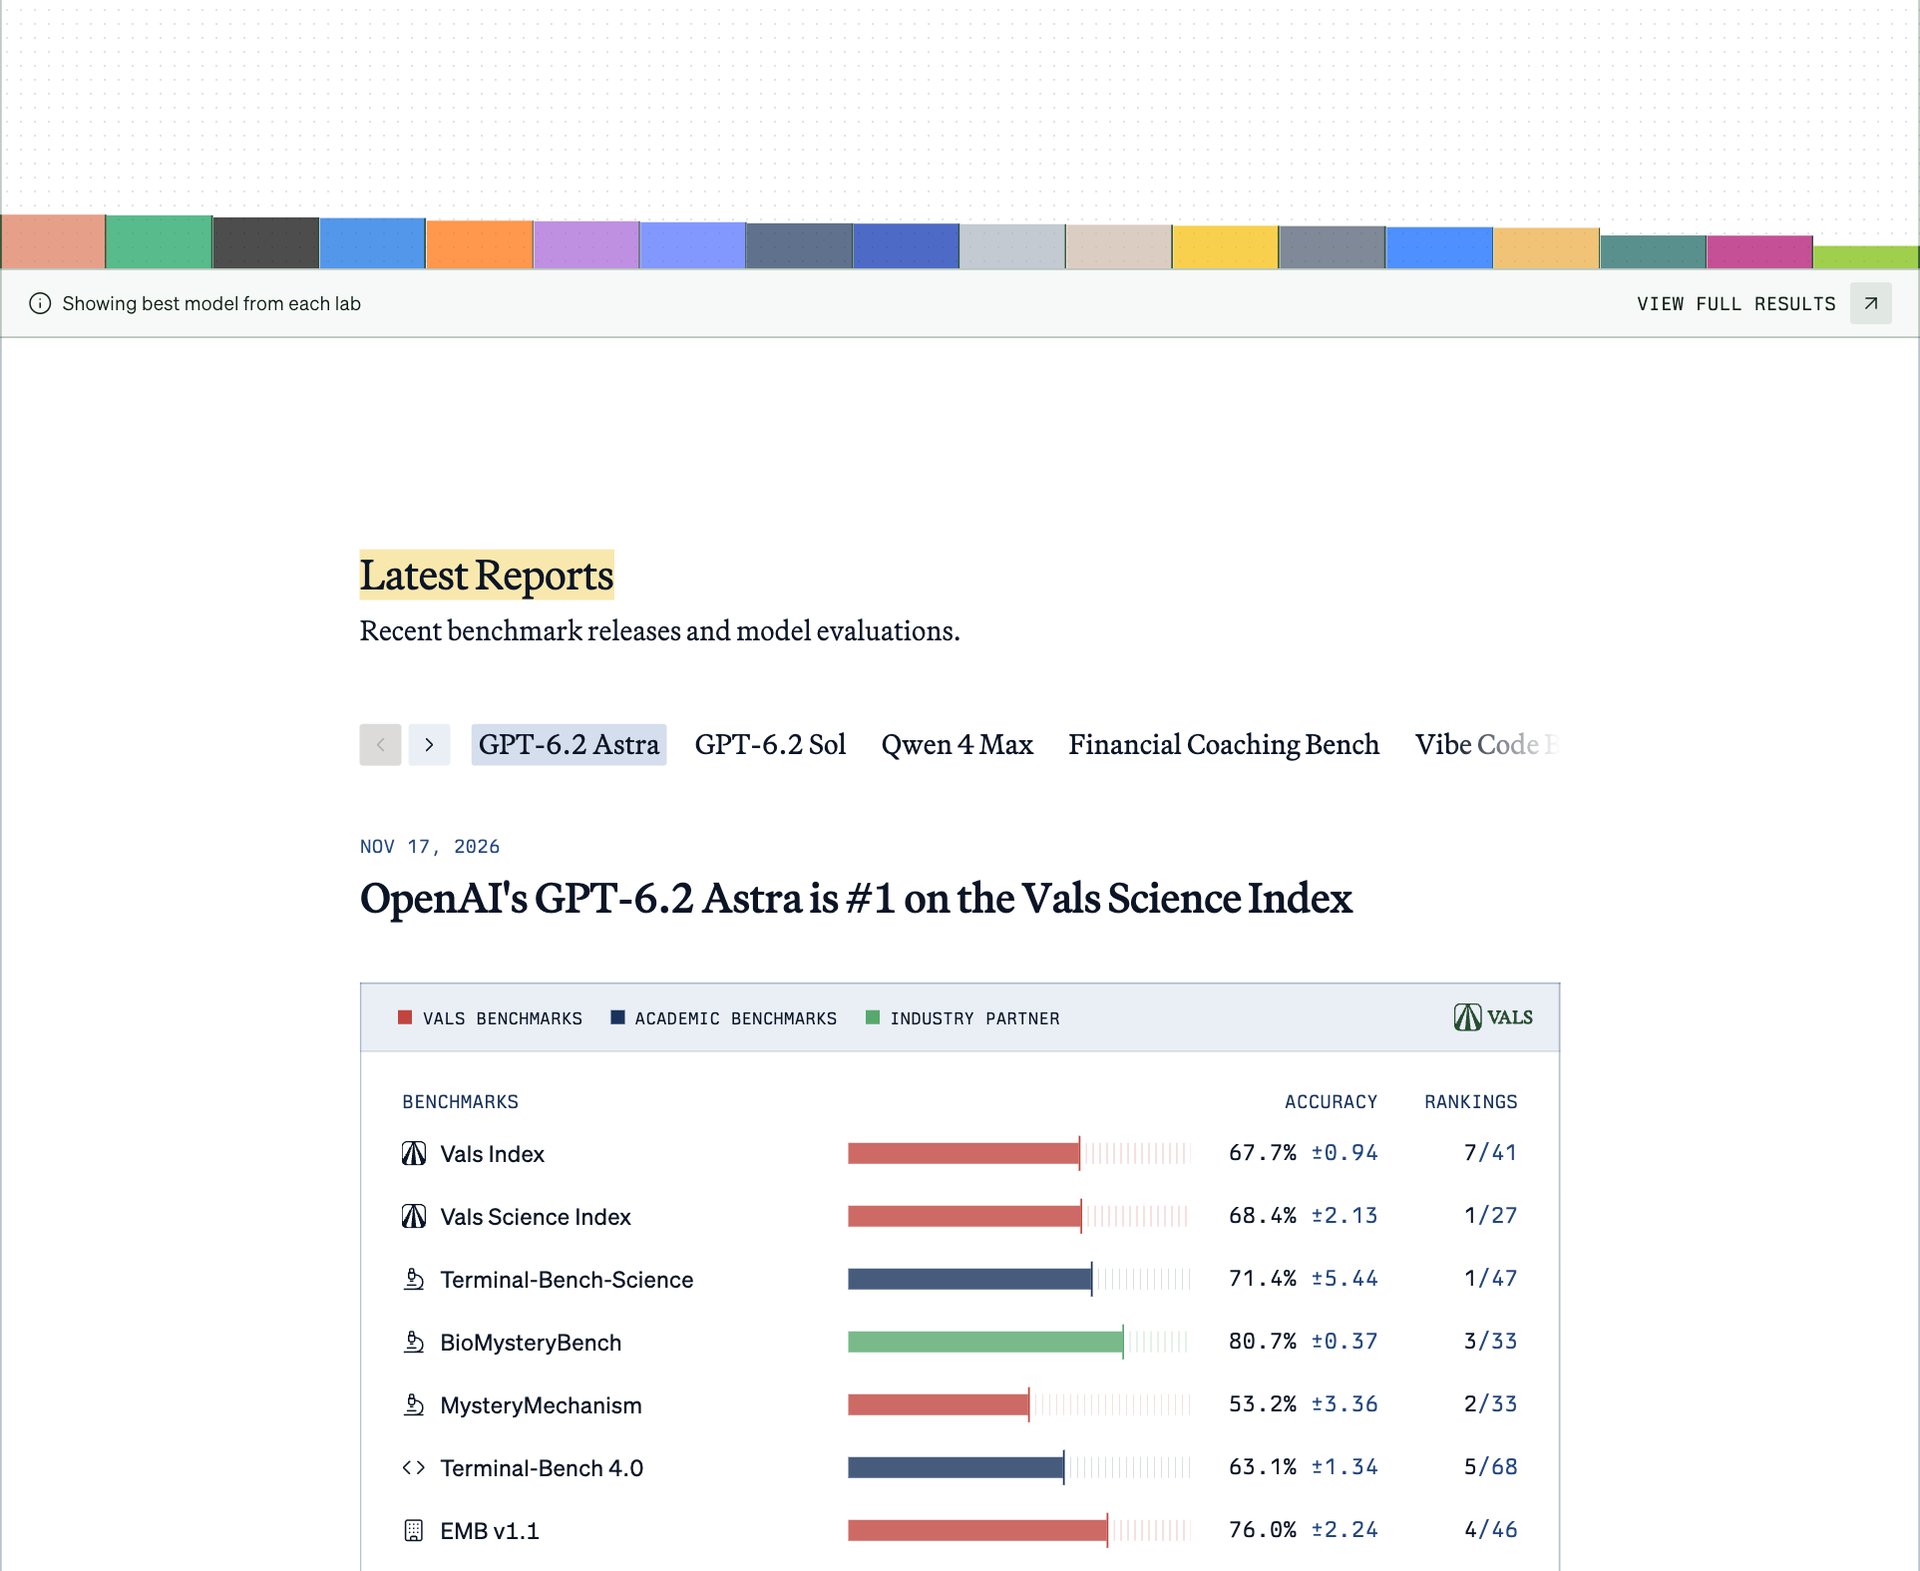 Showing best model from each lab
VIEW FULL RESULTS
Latest Reports
Recent benchmark releases and model evaluations.
GPT-6.2 Astra GPT-6.2 Sol Qwen 4 Max Financial Coaching Bench Vibe Code
NOV 17, 2026
OpenAI's GPT-6.2 Astra is #1 on the Vals Science Index
VALS BENCHMARKS ACADEMIC BENCHMARKS INDUSTRY PARTNER VALS
BENCHMARKS ACCURACY RANKINGS
Vals Index 67.7% ±0.94 7/41
Vals Science Index 68.4% ±2.13 1/27
Terminal-Bench-Science 71.4% ±5.44 1/47
BioMysteryBench 80.7% ±0.37 3/33
MysteryMechanism 53.2% ±3.36 2/33
Terminal-Bench 4.0 63.1% ±1.34 5/68
EMB v1.1 76.0% ±2.24 4/46